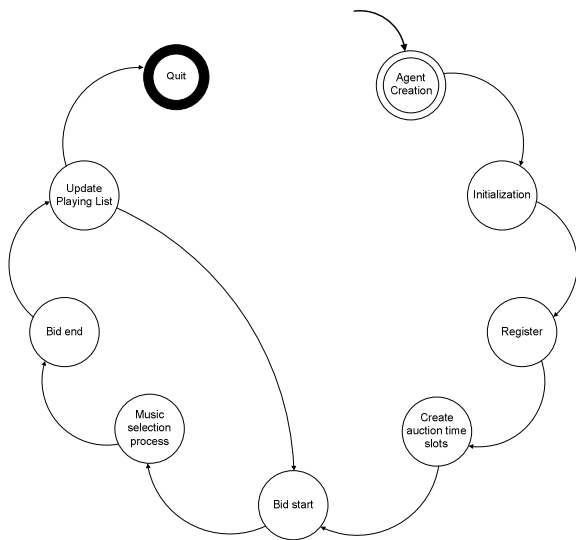 Quit
Agent
Creation
Update
Playing List
Initialization
Bid end
Register
Music
selection
process
Create
auction time
slots
Bid start